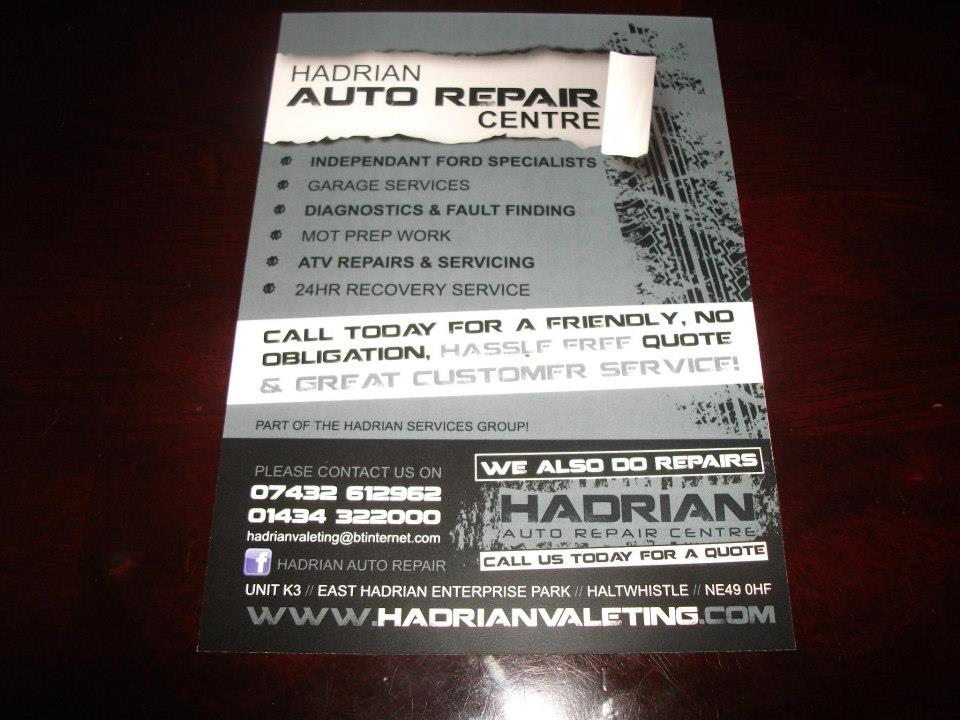 HADRIAN
AUTO REPAIR
CENTRE
INDEPENDANT FORD SPECIALISTS
GARAGE SERVICES
DIAGNOSTICS & FAULT FINDING
MOT PREP WORK
ATV REPAIRS & SERVICING
24HR RECOVERY SERVICE
CALL TODAY FOR A FRIENDLY, NO
OBLIGATION, HASSLE FREE QUOTE
& GREAT CUSTOMER SERVICE!
PART OF THE HADRIAN SERVICES GROUP!
PLEASE CONTACT US ON
07432 612962
01434 322000
hadrianvaleting@btinternet.com
f HADRIAN AUTO REPAIR
WE ALSO DO REPAIRS
HADRIAN
AUTO REPAIR CENTRE
CALL US TODAY FOR A QUOTE
UNIT K3 // EAST HADRIAN ENTERPRISE PARK // HALTWHISTLE // NE49 0HF
WWW.HADRIANVALETING.COM